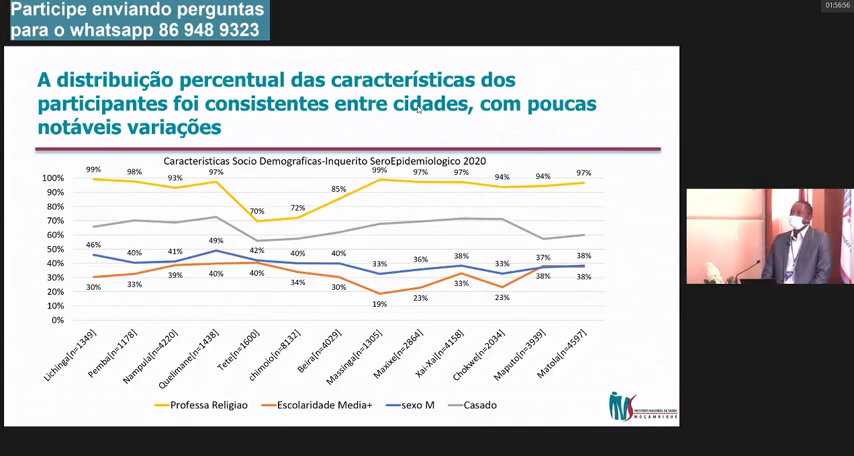 Participe enviando perguntas
para o whatsapp 86 948 9323
01:56:56
A distribuição percentual das características dos
participantes foi consistentes entre cidades, com poucas
notáveis variações
Caracteristicas Socio Demograficas-Inquerito SeroEpidemiologico 2020
100%
90%
80%
70%
60%
50%
40%
30%
20%
10%
0%
99% 98% 93% 97% 70% 72% 85% 99% 97% 97% 94% 94% 97%
46% 40% 41% 49% 42% 40% 40% 33% 36% 38% 33% 37% 38%
30% 33% 39% 40% 40% 34% 30% 19% 23% 33% 23% 38% 38%
Lichinga[n=1349]
Pemba[n=1178]
Nampula[n=4220]
Quelimane[n=1438]
Tete[n=1600]
chimoio[n=8132]
Beira[n=4029]
Massinga[n=1305]
Maxixe[n=2864]
Xai-Xai[n=4158]
Chokwe[n=2034]
Maputo[n=3939]
Matola[n=4597]
Professa Religiao Escolaridade Media+ sexo M Casado
INSTITUTO NACIONAL DE SAÚDE
MOÇAMBIQUE